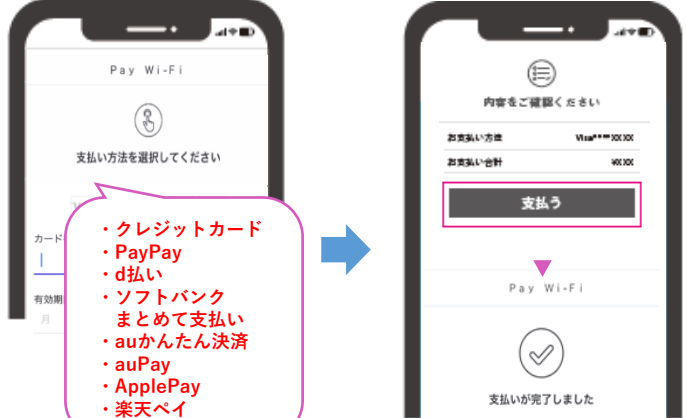 Pay Wi-Fi
支払い方法を選択してください
カード
有効期
月
・クレジットカード
・PayPay
・d払い
・ソフトバンク
まとめて支払い
・auかんたん決済
・auPay
・ApplePay
・楽天ペイ
内容をご確認ください
お支払い方法 Visa****XXXX
お支払い合計 ¥XXXX
支払う
Pay Wi-Fi
支払いが完了しました